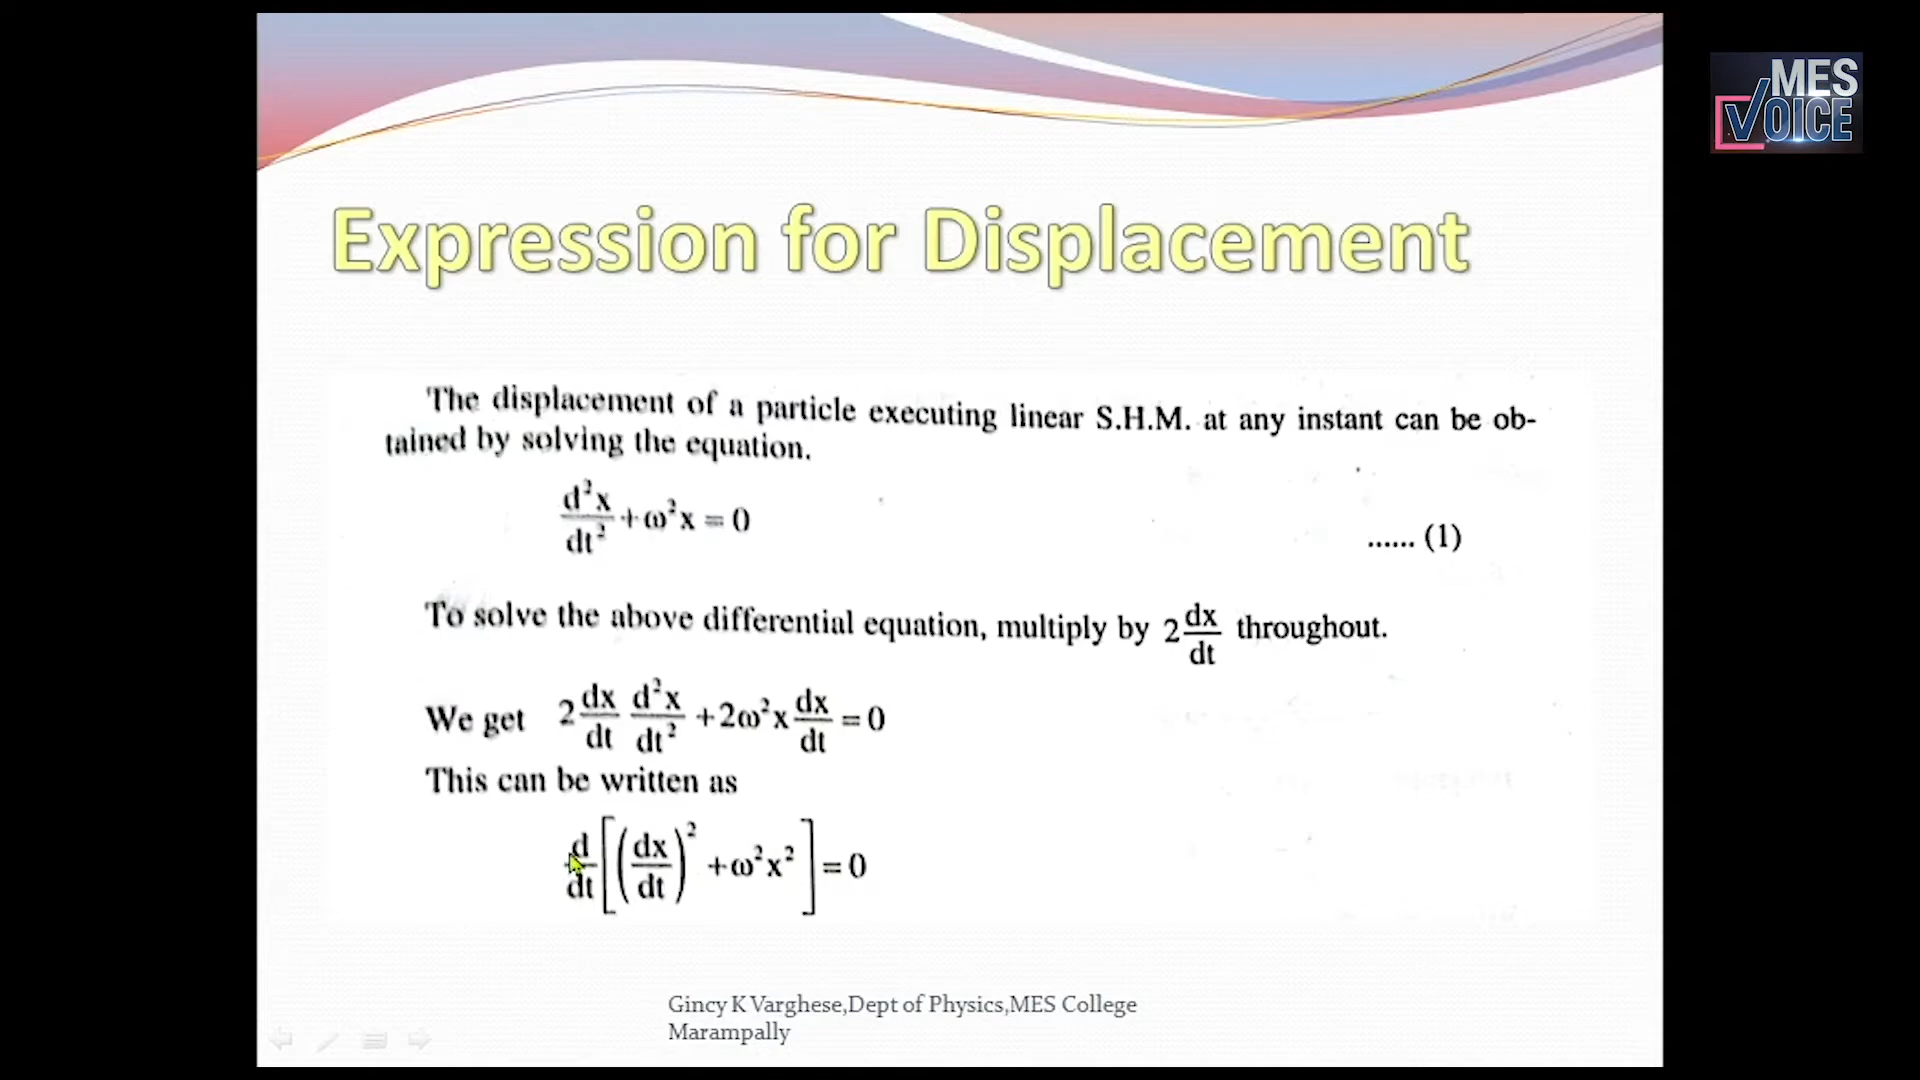 MES
VOICE
Expression for Displacement
The displacement of a particle executing linear S.H.M. at any instant can be ob-
tained by solving the equation.
d²x/dt² + ω²x = 0 ...... (1)
To solve the above differential equation, multiply by 2 dx/dt throughout.
We get 2 dx/dt d²x/dt² + 2ω²x dx/dt = 0
This can be written as
d/dt [(dx/dt)² + ω²x²] = 0
Gincy K Varghese,Dept of Physics,MES College
Marampally